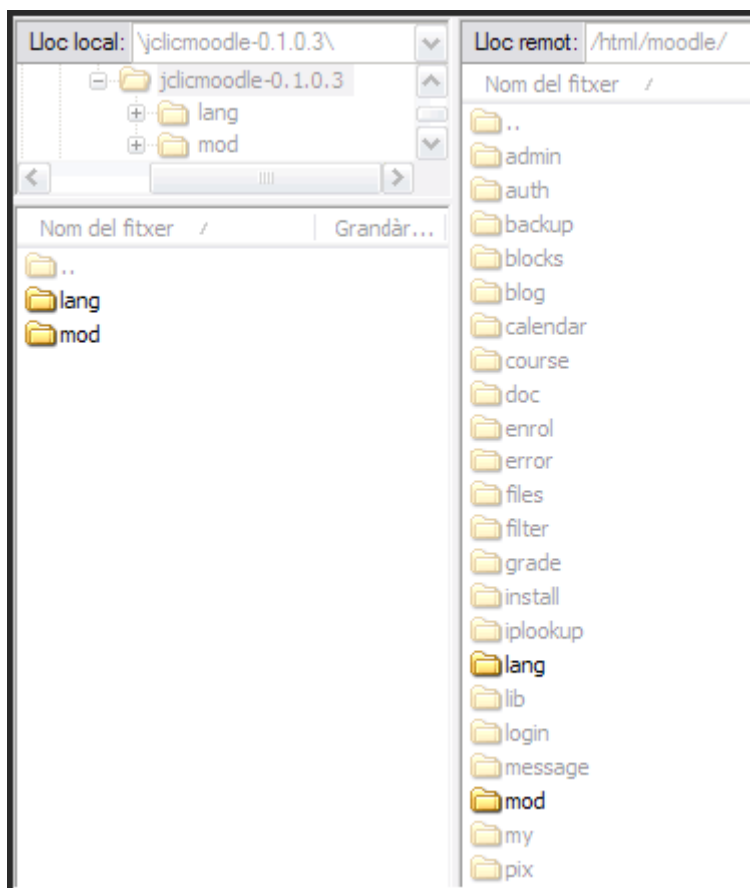 Lloc local: \jclicmoodle-0.1.0.3\
jclicmoodle-0.1.0.3
lang
mod
Nom del fitxer / Grandàr...
..
lang
mod
Lloc remot: /html/moodle/
Nom del fitxer /
..
admin
auth
backup
blocks
blog
calendar
course
doc
enrol
error
files
filter
grade
install
iplookup
lang
lib
login
message
mod
my
pix